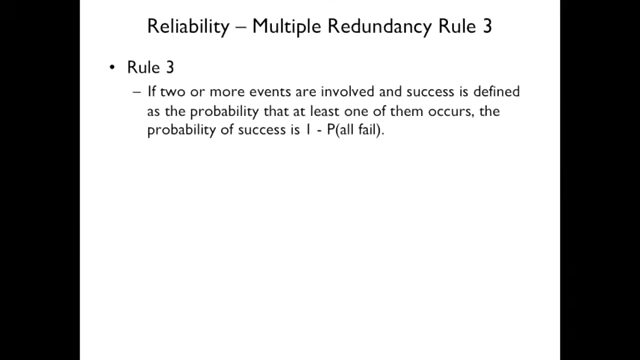 Reliability – Multiple Redundancy Rule 3
• Rule 3
– If two or more events are involved and success is defined
as the probability that at least one of them occurs, the
probability of success is 1 - P(all fail).